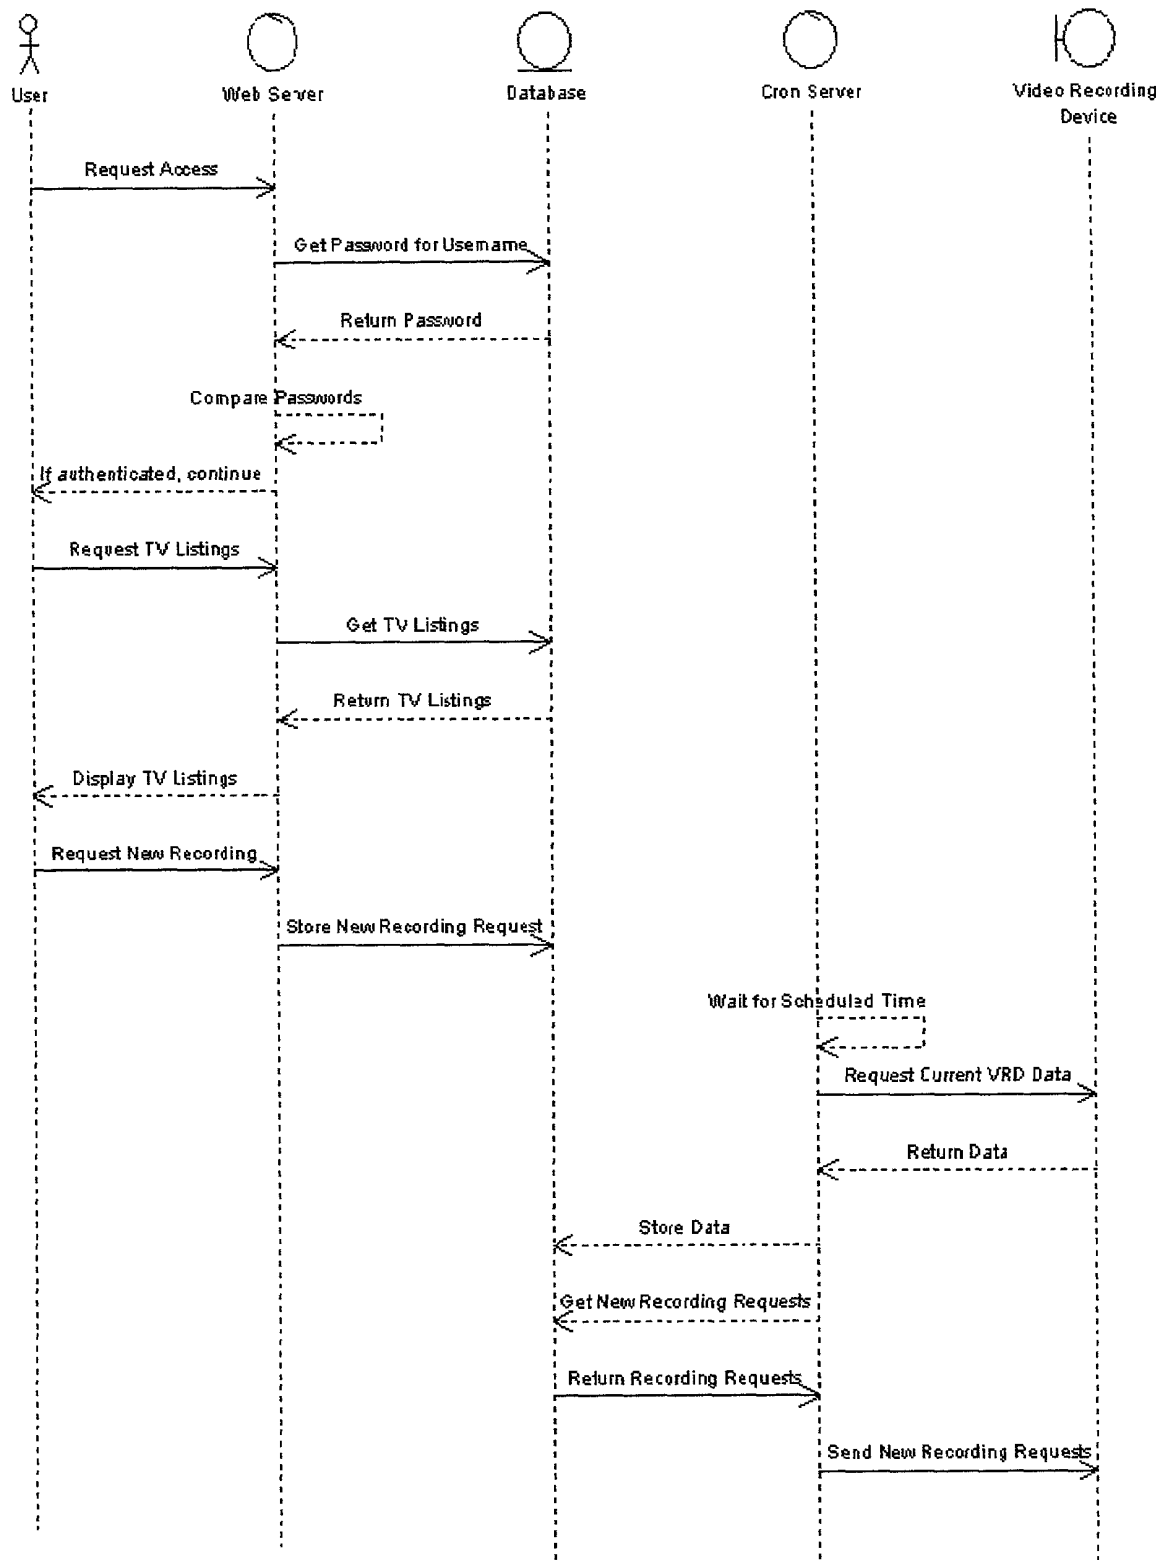 User
Web Server
Database
Cron Server
Video Recording
Device
Request Access
Get Password for Username
Return Password
Compare Passwords
If authenticated, continue
Request TV Listings
Get TV Listings
Return TV Listings
Display TV Listings
Request New Recording
Store New Recording Request
Wait for Scheduled Time
Request Current VRD Data
Return Data
Store Data
Get New Recording Requests
Return Recording Requests
Send New Recording Requests